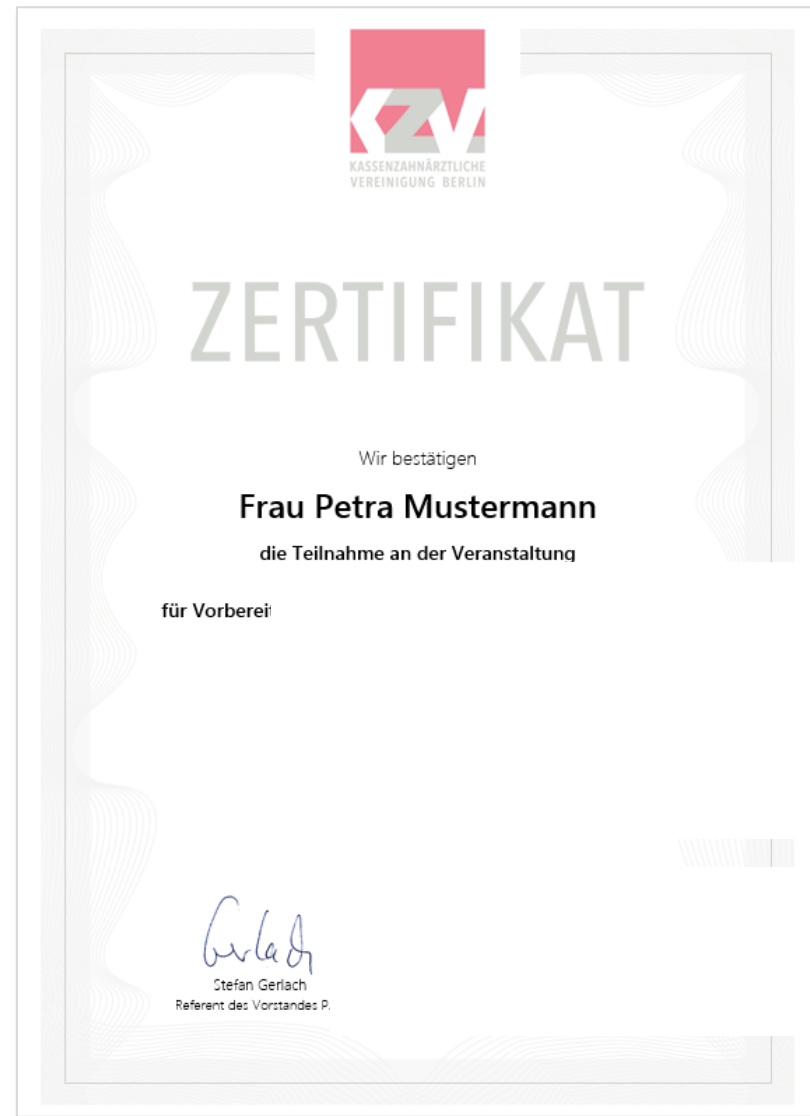 KZV
KASSENZAHNÄRZTLICHE
VEREINIGUNG BERLIN
ZERTIFIKAT
Wir bestätigen
Frau Petra Mustermann
die Teilnahme an der Veranstaltung
für Vorberei
Gerlach
Stefan Gerlach
Referent des Vorstandes P.